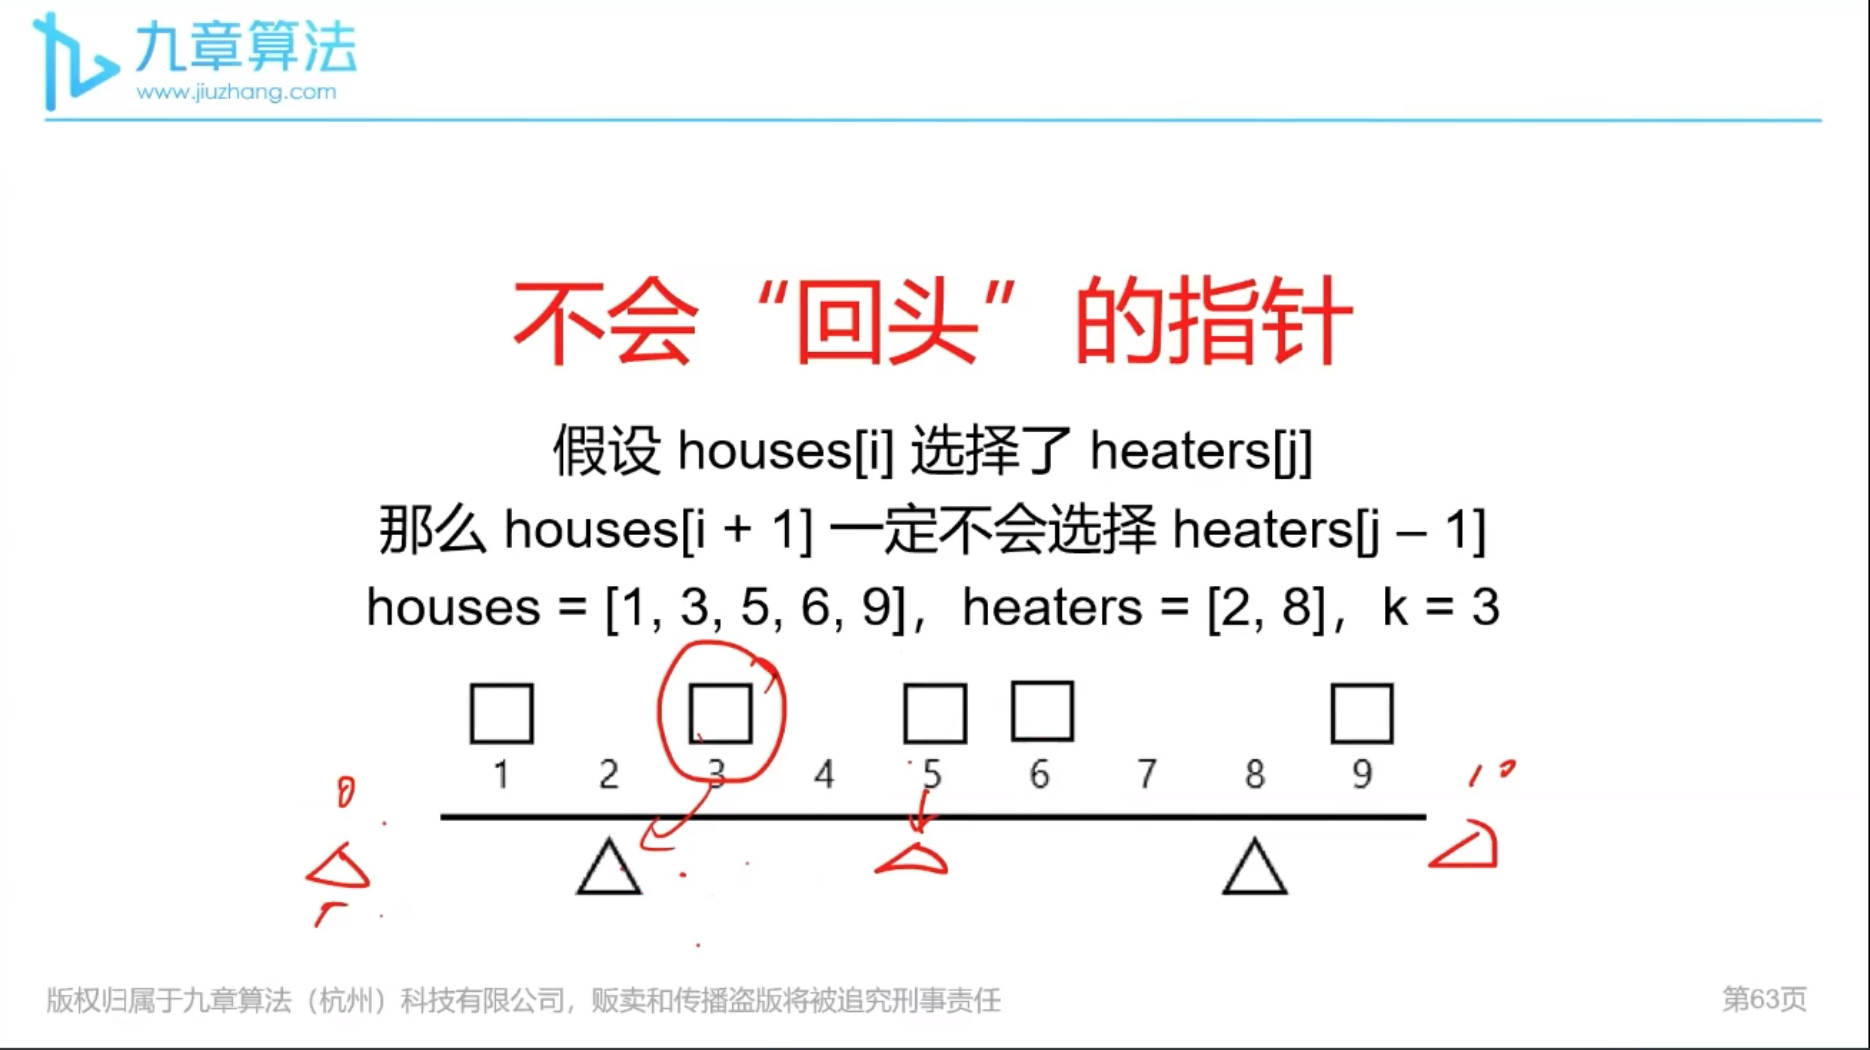 九章算法
www.jiuzhang.com
不会“回头”的指针
假设 houses[i] 选择了 heaters[j]
那么 houses[i + 1] 一定不会选择 heaters[j – 1]
houses = [1, 3, 5, 6, 9]，heaters = [2, 8]，k = 3
1 2 3 4 5 6 7 8 9
0 10
版权归属于九章算法（杭州）科技有限公司，贩卖和传播盗版将被追究刑事责任
第63页